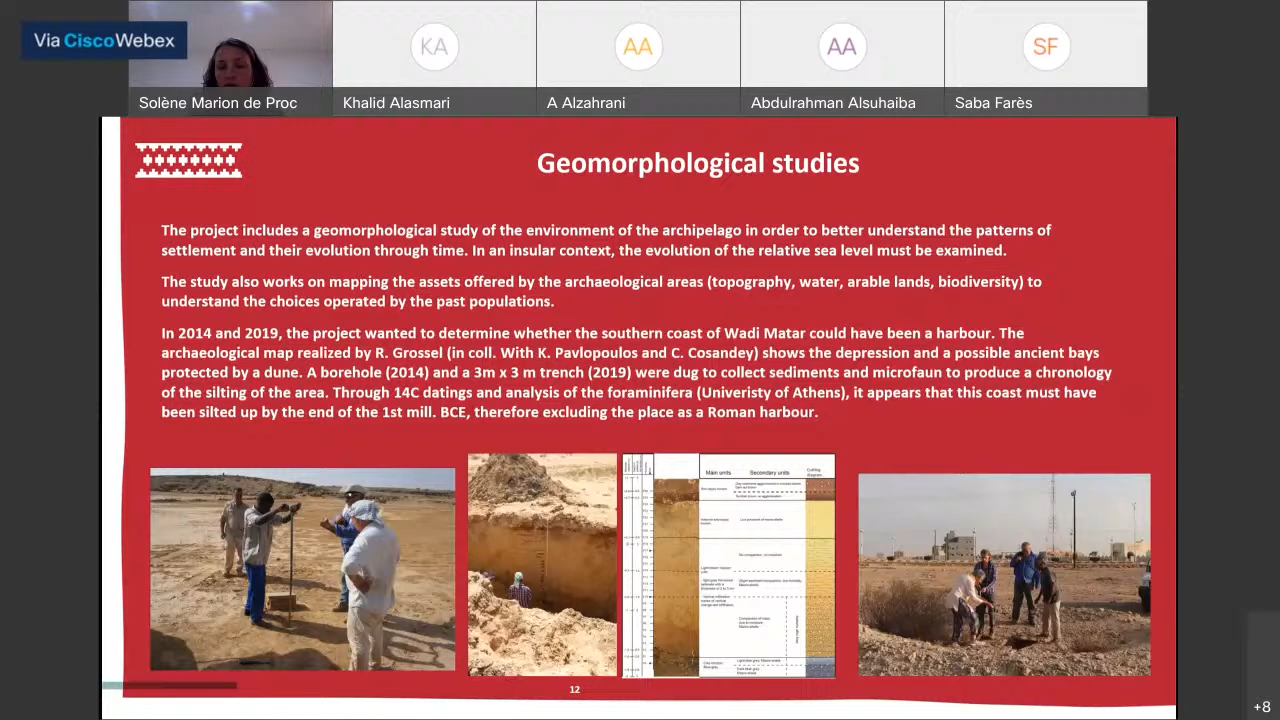 Via Cisco Webex
KA
AA
AA
SF
Solène Marion de Proc
Khalid Alasmari
A Alzahrani
Abdulrahman Alsuhaiba
Saba Farès
Geomorphological studies
The project includes a geomorphological study of the environment of the archipelago in order to better understand the patterns of
settlement and their evolution through time. In an insular context, the evolution of the relative sea level must be examined.
The study also works on mapping the assets offered by the archaeological areas (topography, water, arable lands, biodiversity) to
understand the choices operated by the past populations.
In 2014 and 2019, the project wanted to determine whether the southern coast of Wadi Matar could have been a harbour. The
archaeological map realized by R. Grossel (in coll. With K. Pavlopoulos and C. Cosandey) shows the depression and a possible ancient bays
protected by a dune. A borehole (2014) and a 3m x 3 m trench (2019) were dug to collect sediments and microfaun to produce a chronology
of the silting of the area. Through 14C datings and analysis of the foraminifera (Univeristy of Athens), it appears that this coast must have
been silted up by the end of the 1st mill. BCE, therefore excluding the place as a Roman harbour.
Main units
Secondary units
12
+8